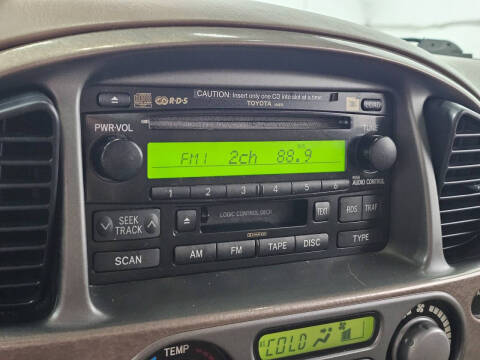 R·D·S
CAUTION: Insert only one CD into slot at a time.
TOYOTA
PWR-VOL
TUNE
FM1 2ch 88.9
1 2 3 4 5 6
AUDIO CONTROL
SEEK
TRACK
LOGIC CONTROL DECK
TEXT
RDS
TRAF
AM FM TAPE DISC
TYPE
SCAN
TEMP
COLD